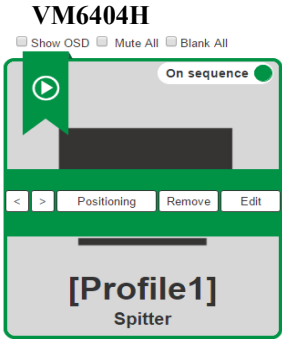 VM6404H
Show OSD Mute All Blank All
On sequence
< > Positioning Remove Edit
[Profile1]
Spitter